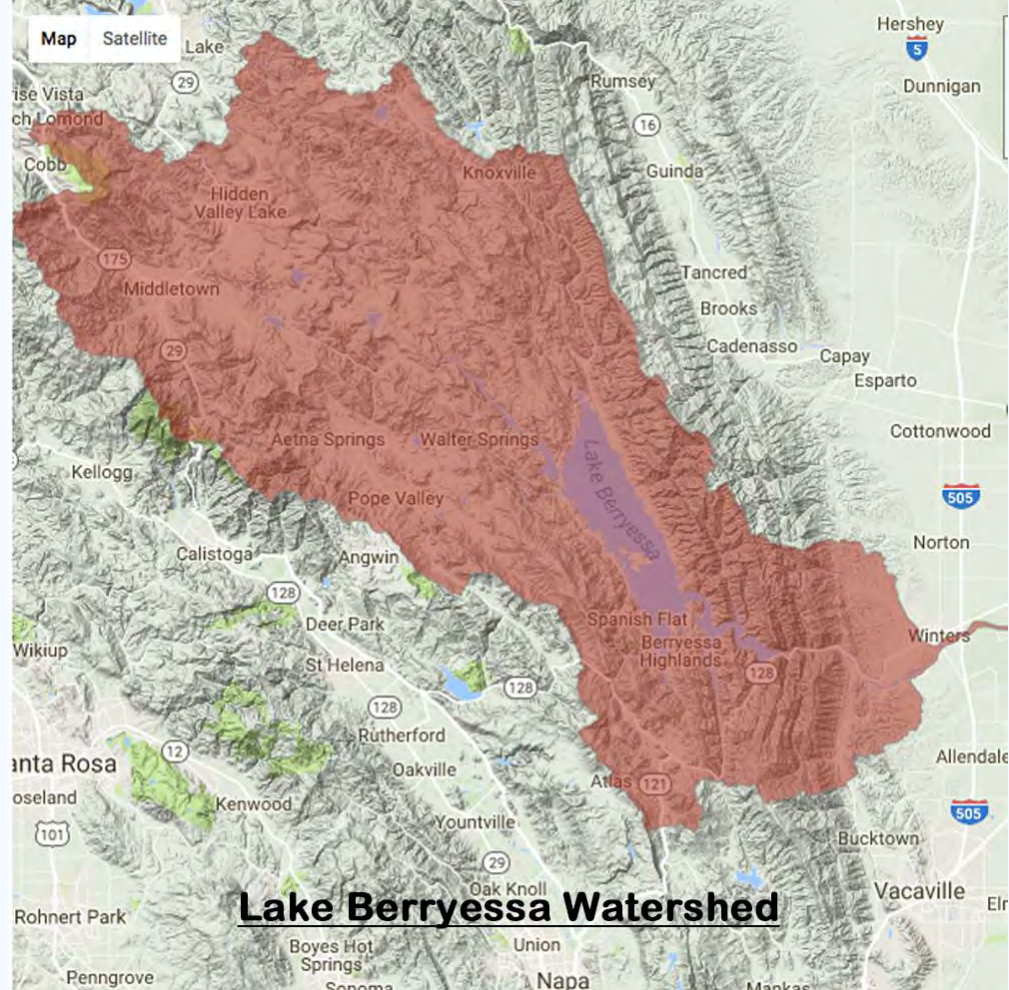 Map Satellite
Lake
Hershey
5
29
Rumsey
Dunnigan
ise Vista
ch Lomond
16
Cobb
Knoxville
Guinda
Hidden
Valley Lake
175
Tancred
Middletown
Brooks
29
Cadenasso
Capay
Esparto
Aetna Springs
Walter Springs
Cottonwood
Kellogg
Lake Berryessa
Pope Valley
505
Calistoga
Angwin
Norton
128
Deer Park
Spanish Flat
Winters
Wikiup
Berryessa
Highlands
St Helena
128
128
128
Rutherford
12
anta Rosa
Oakville
Atlas
121
Allendale
oseland
Kenwood
101
Yountville
505
Bucktown
29
Oak Knoll
Vacaville
Lake Berryessa Watershed
Elr
Rohnert Park
Boyes Hot
Springs
Union
Penngrove
Sonoma
Napa
Mankas